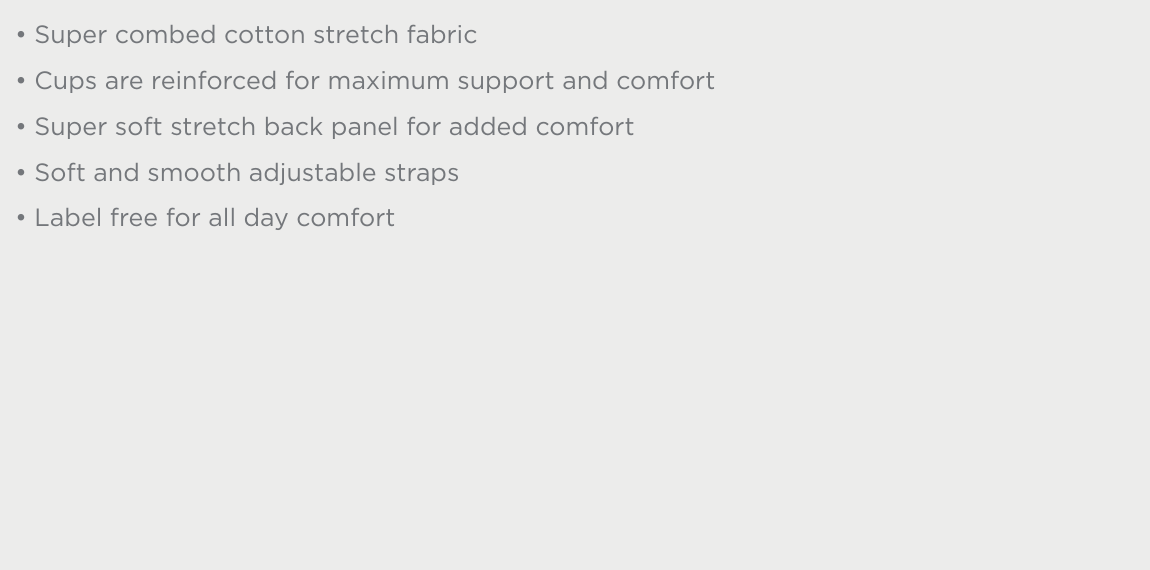 • Super combed cotton stretch fabric
• Cups are reinforced for maximum support and comfort
• Super soft stretch back panel for added comfort
• Soft and smooth adjustable straps
• Label free for all day comfort